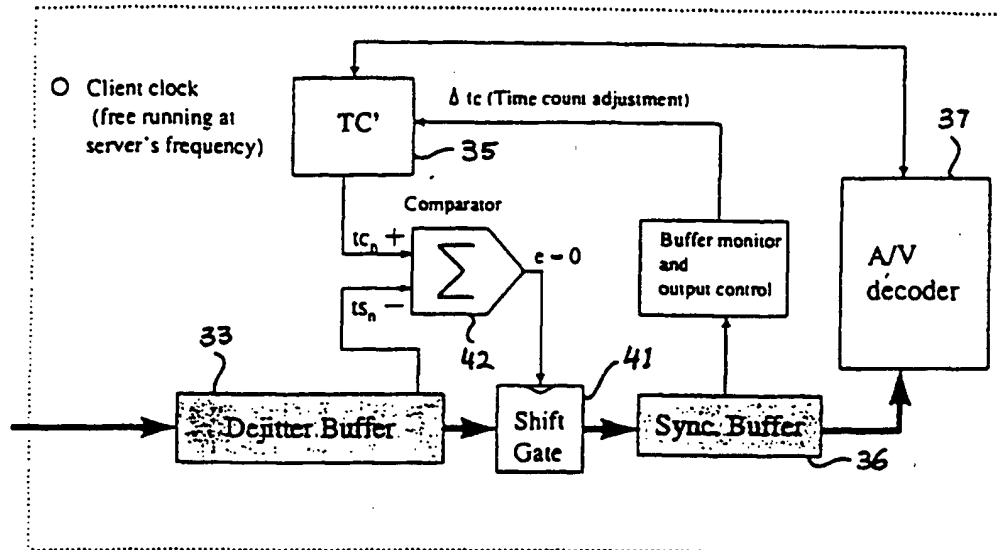 Client clock
(free running at
server's frequency)
TC'
35
Δ tc (Time count adjustment)
37
Comparator
tcn +
Σ
e = 0
tsn −
42
Buffer monitor
and
output control
A/V
decoder
33
41
Dejitter Buffer
Shift
Gate
Sync. Buffer
36